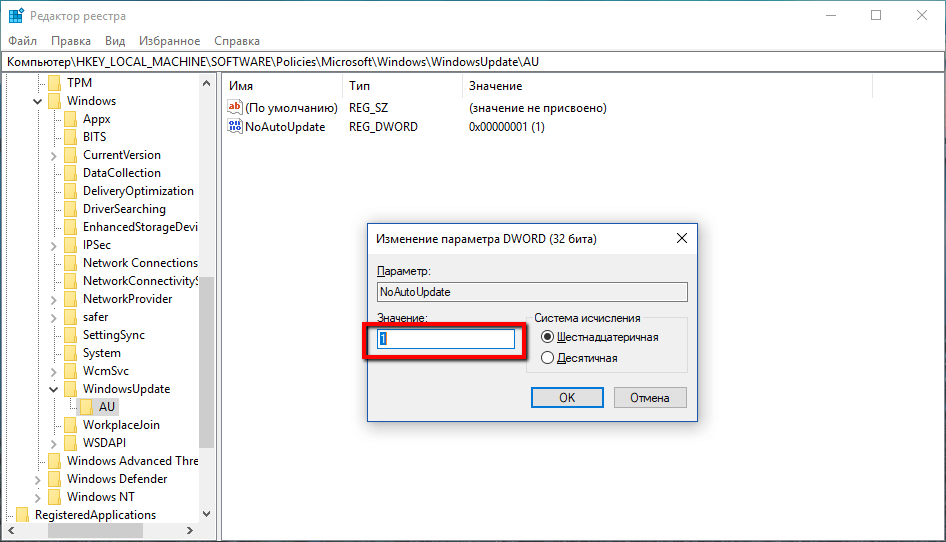 Редактор реестра
Файл Правка Вид Избранное Справка
Компьютер\HKEY_LOCAL_MACHINE\SOFTWARE\Policies\Microsoft\Windows\WindowsUpdate\AU
TPM
Windows
Appx
BITS
CurrentVersion
DataCollection
DeliveryOptimization
DriverSearching
EnhancedStorageDevi
IPSec
Network Connections
NetworkConnectivityS
NetworkProvider
safer
SettingSync
System
WcmSvc
WindowsUpdate
AU
WorkplaceJoin
WSDAPI
Windows Advanced Thre
Windows Defender
Windows NT
RegisteredApplications
Имя Тип Значение
ab (По умолчанию) REG_SZ (значение не присвоено)
NoAutoUpdate REG_DWORD 0x00000001 (1)
Изменение параметра DWORD (32 бита)
Параметр:
NoAutoUpdate
Значение:
1
Система исчисления
Шестнадцатеричная
Десятичная
OK Отмена